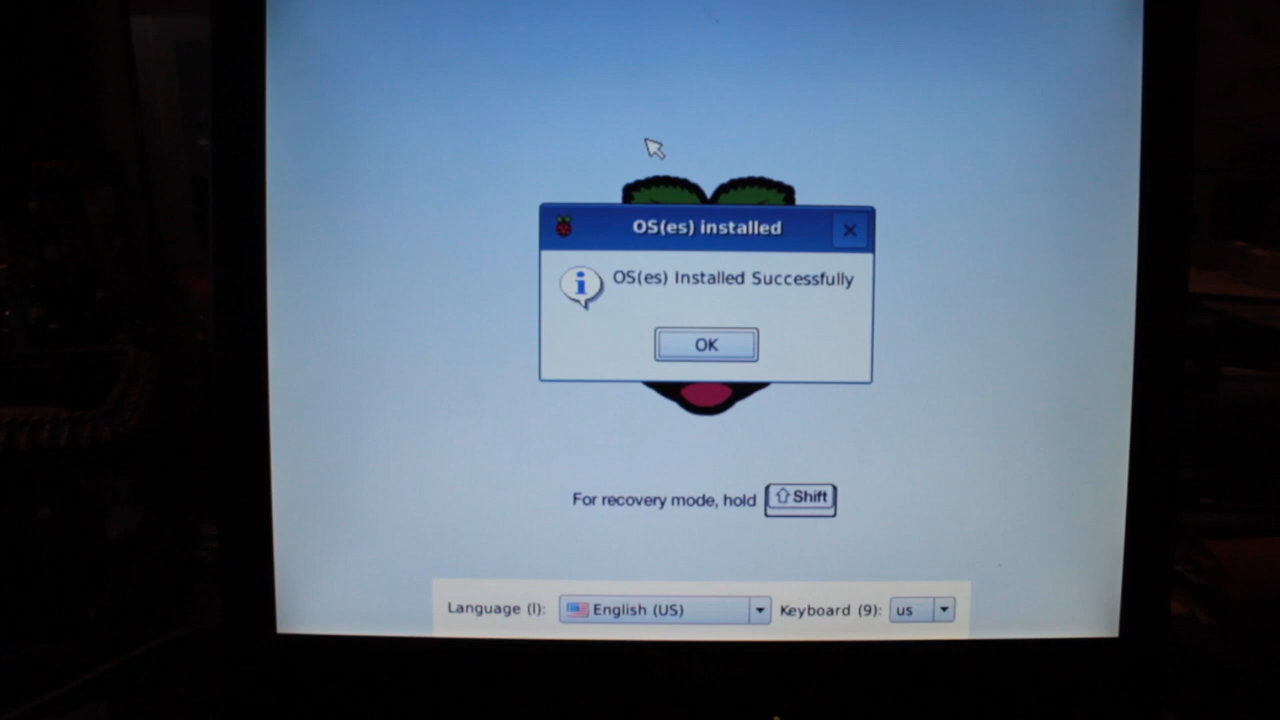 OS(es) installed
OS(es) Installed Successfully
OK
For recovery mode, hold Shift
Language (l): English (US) Keyboard (9): us